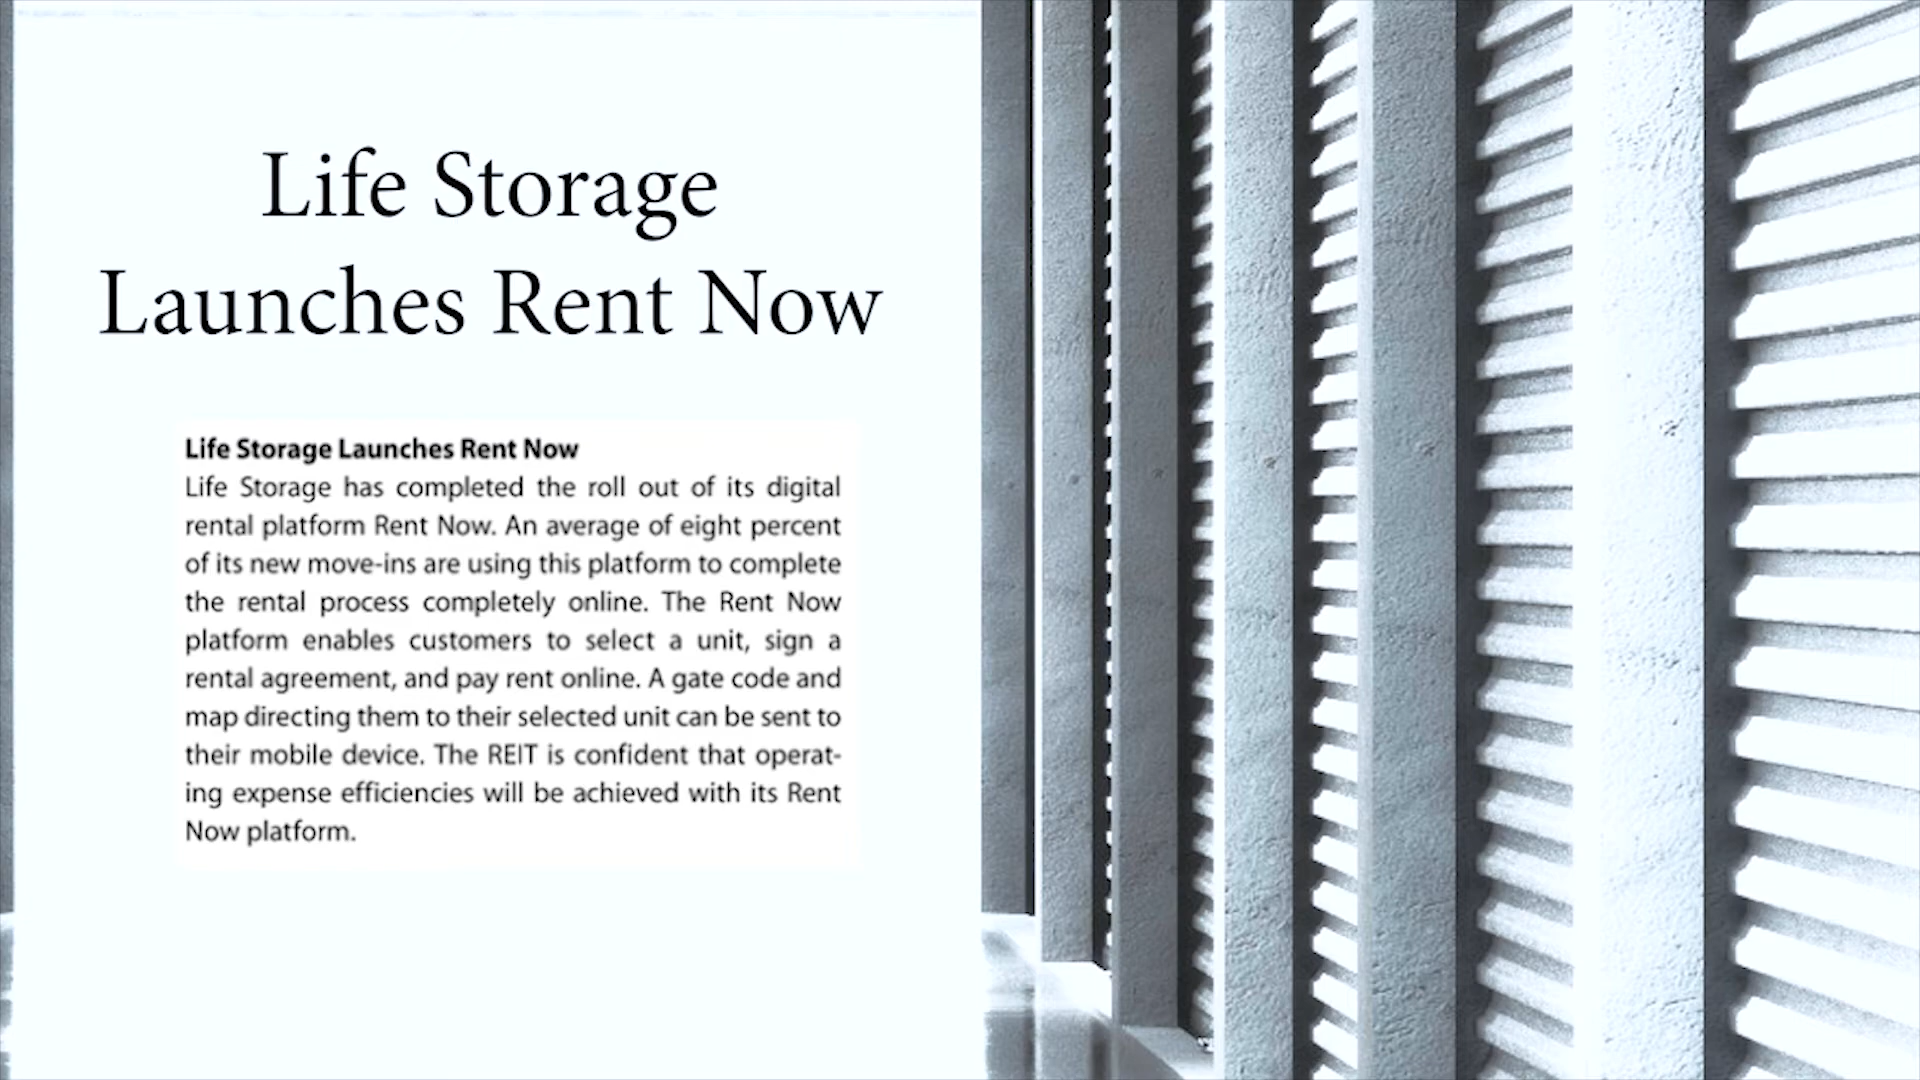 Life Storage
Launches Rent Now
Life Storage Launches Rent Now
Life Storage has completed the roll out of its digital
rental platform Rent Now. An average of eight percent
of its new move-ins are using this platform to complete
the rental process completely online. The Rent Now
platform enables customers to select a unit, sign a
rental agreement, and pay rent online. A gate code and
map directing them to their selected unit can be sent to
their mobile device. The REIT is confident that operat-
ing expense efficiencies will be achieved with its Rent
Now platform.